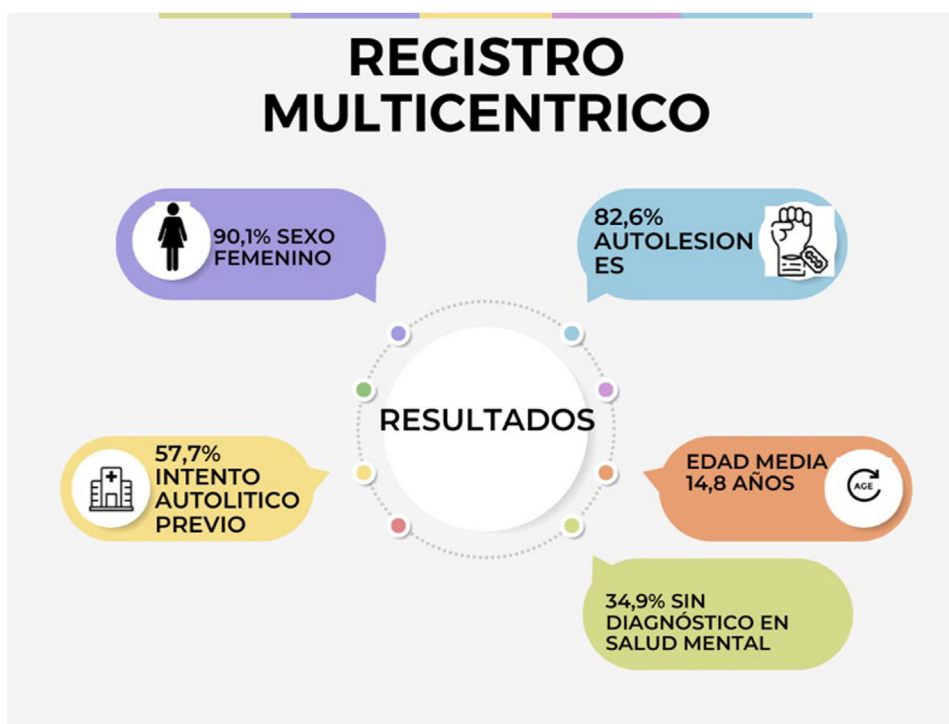 REGISTRO
MULTICENTRICO
90,1% SEXO
FEMENINO
82,6%
AUTOLESION
ES
RESULTADOS
57,7%
INTENTO
AUTOLITICO
PREVIO
EDAD MEDIA
14,8 AÑOS
AGE
34,9% SIN
DIAGNÓSTICO EN
SALUD MENTAL